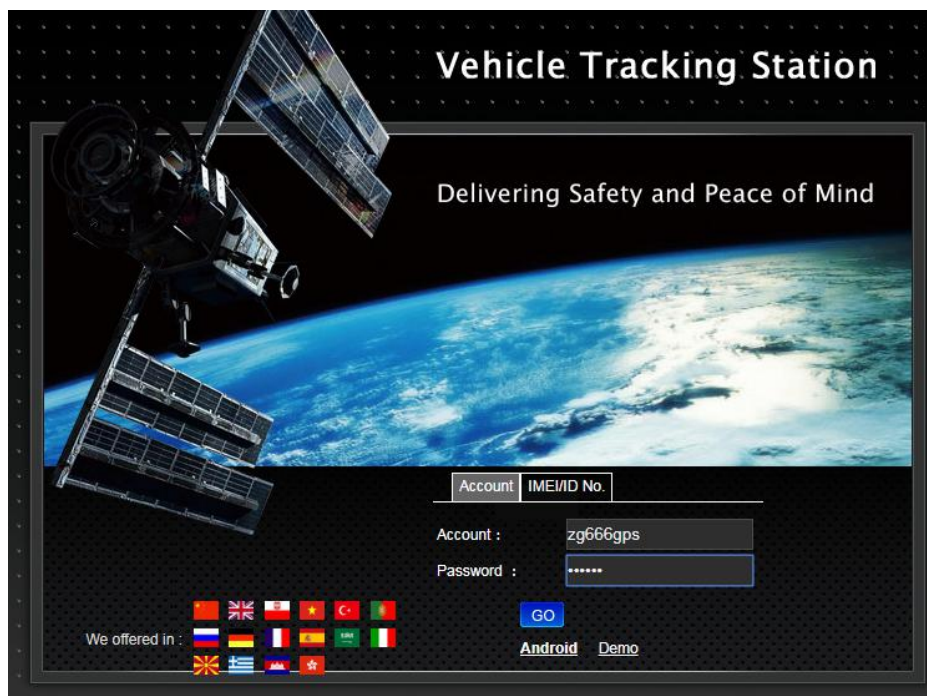 Vehicle Tracking Station
Delivering Safety and Peace of Mind
Account IMEI/ID No.
Account : zg666gps
Password : ••••••
GO
We offered in :
Android Demo